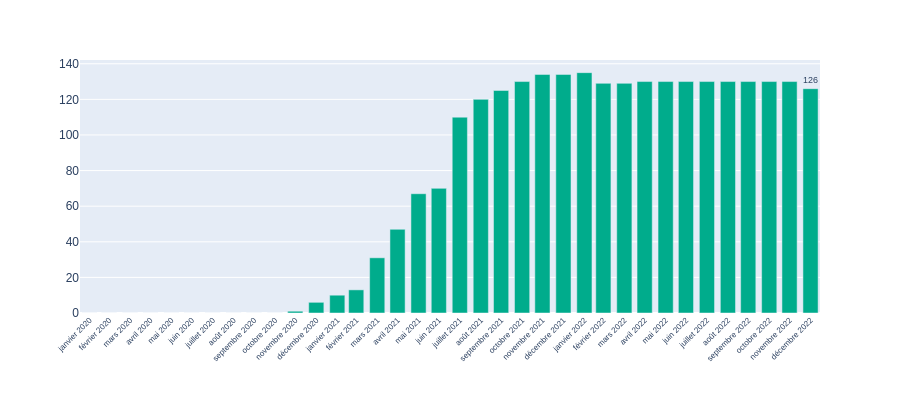 140
120
100
80
60
40
20
0
126
janvier 2020
février 2020
mars 2020
avril 2020
mai 2020
juin 2020
juillet 2020
août 2020
septembre 2020
octobre 2020
novembre 2020
décembre 2020
janvier 2021
février 2021
mars 2021
avril 2021
mai 2021
juin 2021
juillet 2021
août 2021
septembre 2021
octobre 2021
novembre 2021
décembre 2021
janvier 2022
février 2022
mars 2022
avril 2022
mai 2022
juin 2022
juillet 2022
août 2022
septembre 2022
octobre 2022
novembre 2022
décembre 2022